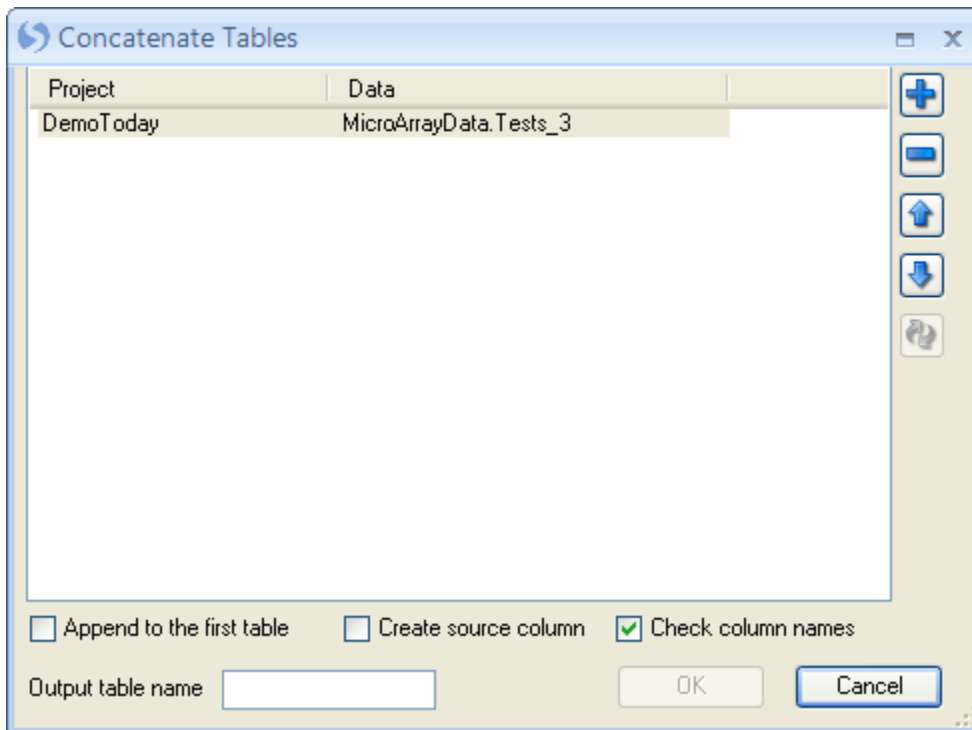 Concatenate Tables
Project Data
DemoToday MicroArrayData.Tests_3
Append to the first table Create source column Check column names
Output table name OK Cancel